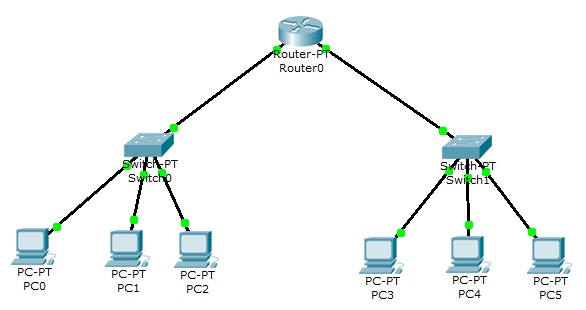 Router-PT
Router0
Switch-PT
Switch0
Switch-PT
Switch1
PC-PT
PC0
PC-PT
PC1
PC-PT
PC2
PC-PT
PC3
PC-PT
PC4
PC-PT
PC5